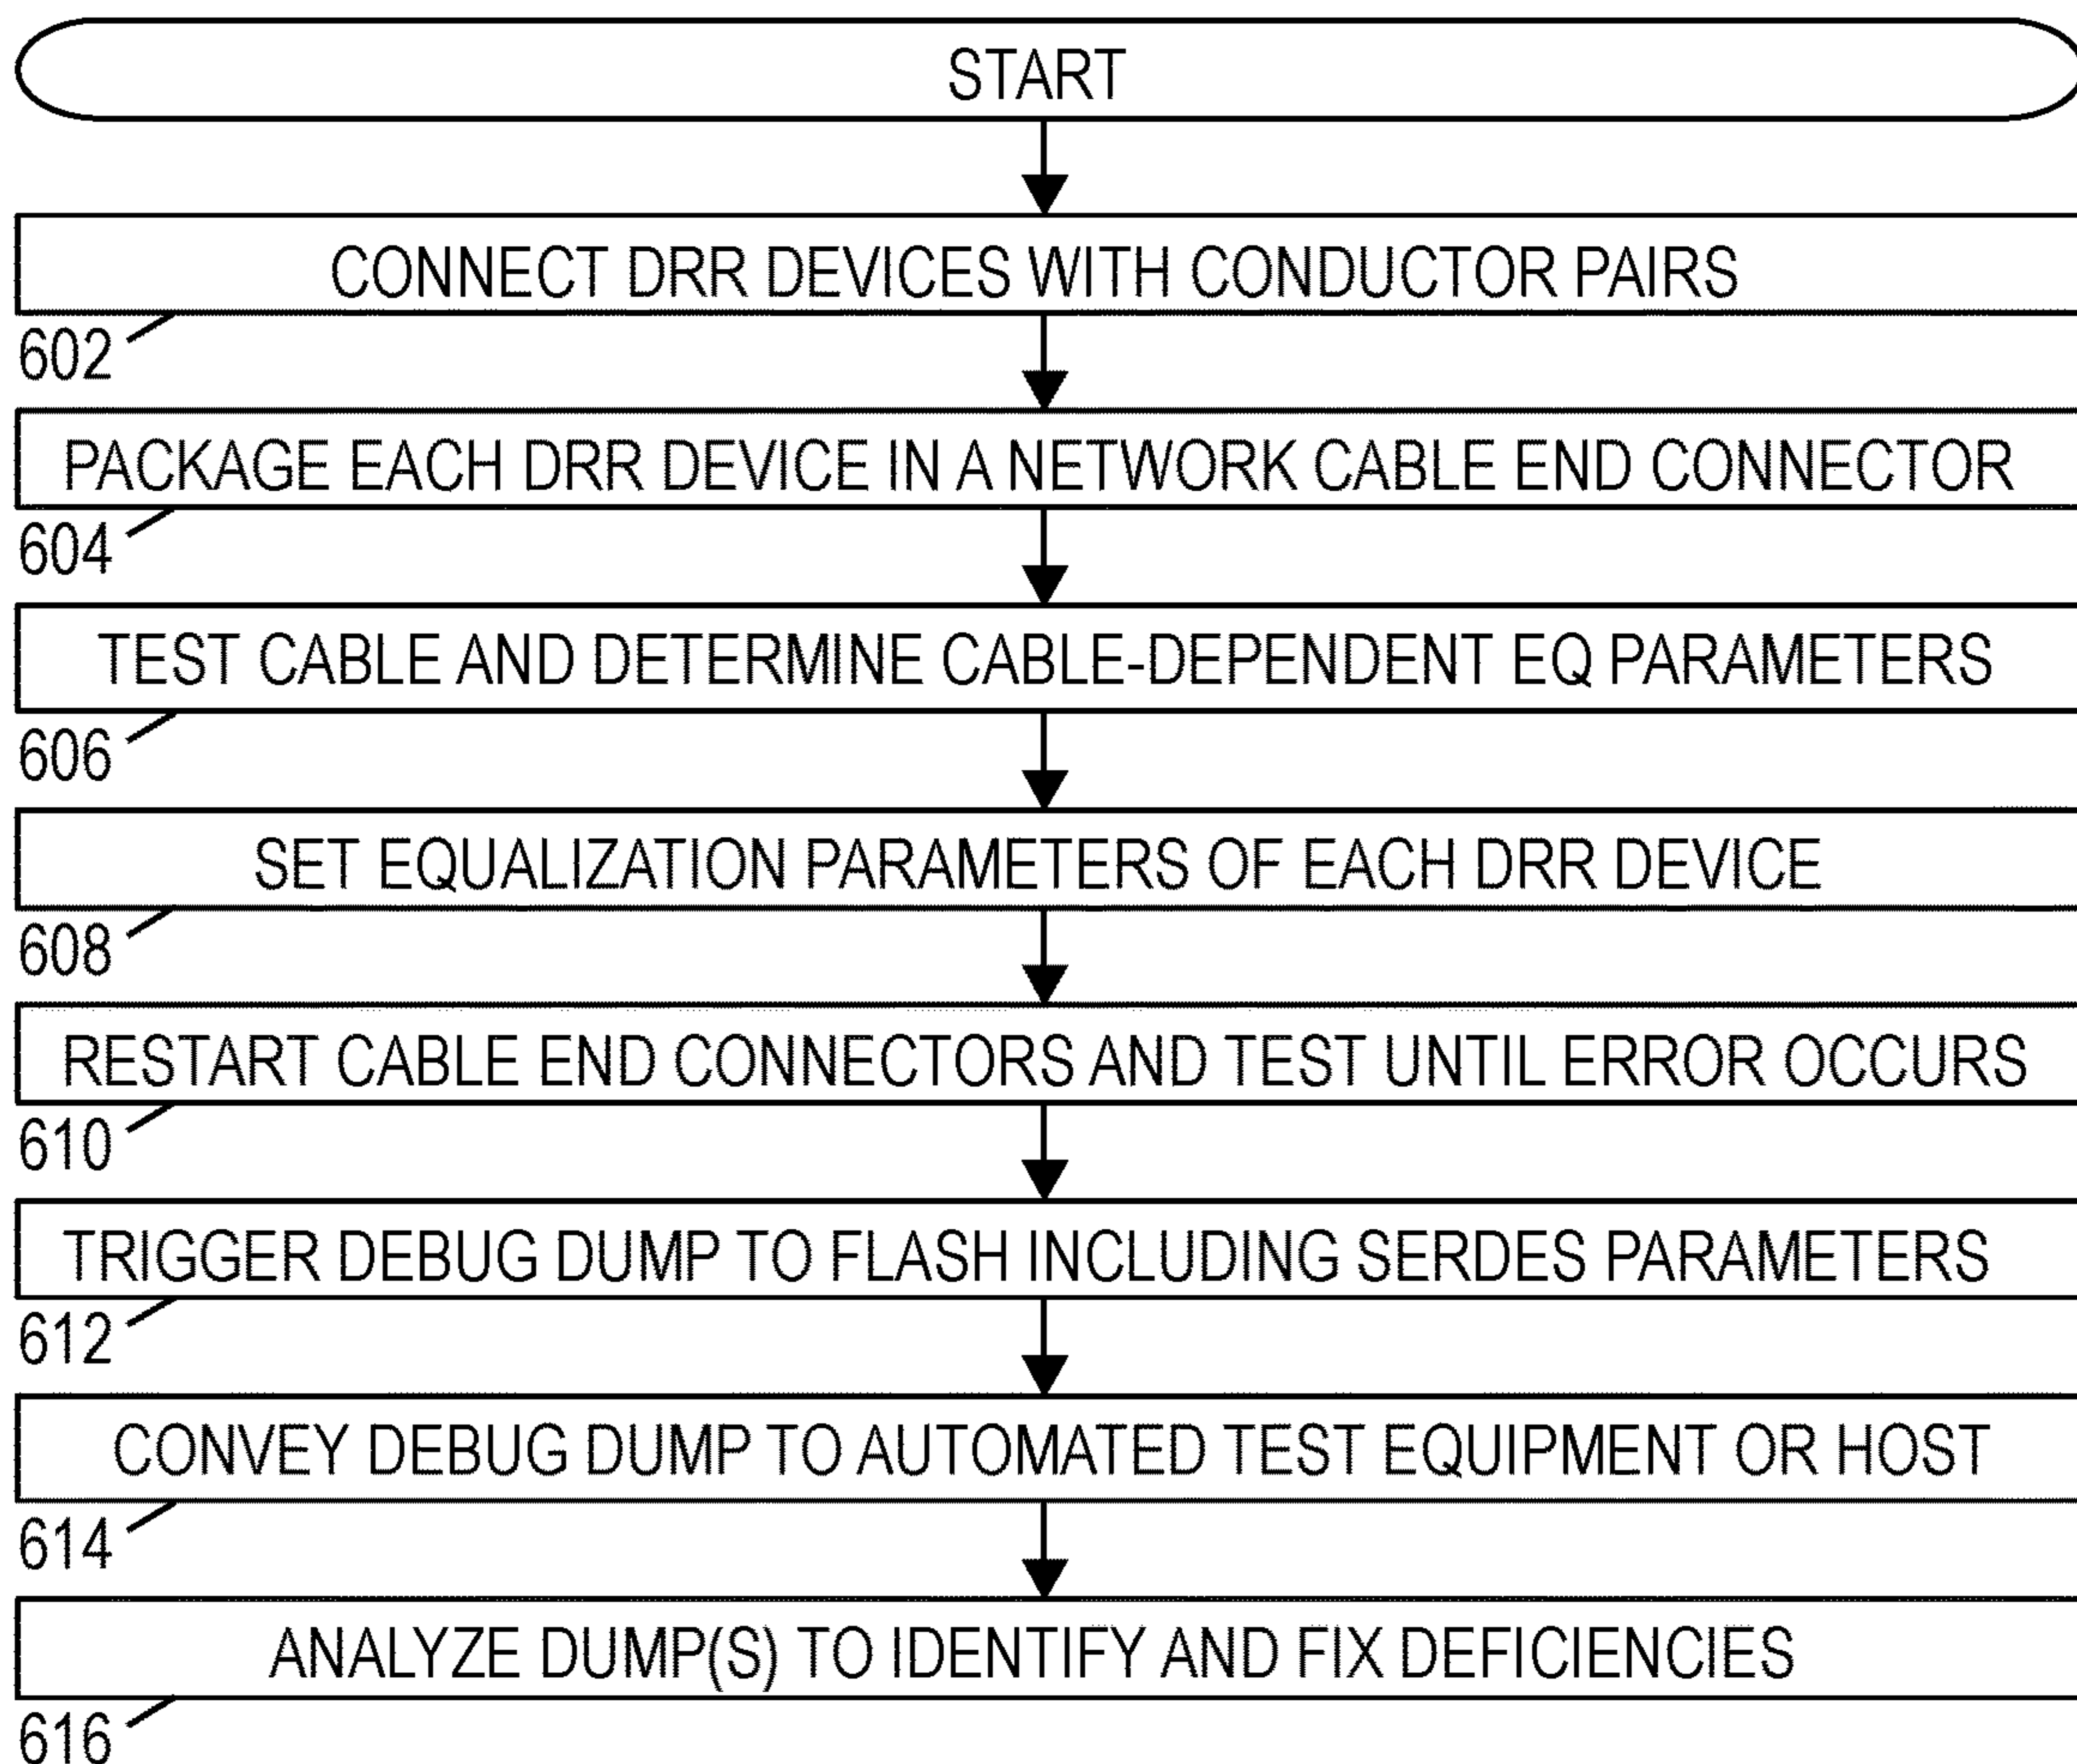 START
CONNECT DRR DEVICES WITH CONDUCTOR PAIRS
602
PACKAGE EACH DRR DEVICE IN A NETWORK CABLE END CONNECTOR
604
TEST CABLE AND DETERMINE CABLE-DEPENDENT EQ PARAMETERS
606
SET EQUALIZATION PARAMETERS OF EACH DRR DEVICE
608
RESTART CABLE END CONNECTORS AND TEST UNTIL ERROR OCCURS
610
TRIGGER DEBUG DUMP TO FLASH INCLUDING SERDES PARAMETERS
612
CONVEY DEBUG DUMP TO AUTOMATED TEST EQUIPMENT OR HOST
614
ANALYZE DUMP(S) TO IDENTIFY AND FIX DEFICIENCIES
616